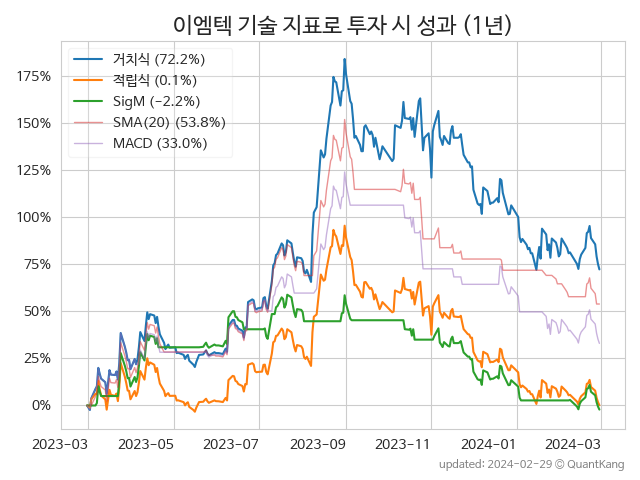 이엠텍 기술 지표로 투자 시 성과 (1년)
거치식 (72.2%)
적립식 (0.1%)
SigM (−2.2%)
SMA(20) (53.8%)
MACD (33.0%)
175%
150%
125%
100%
75%
50%
25%
0%
2023-03 2023-05 2023-07 2023-09 2023-11 2024-01 2024-03
updated: 2024-02-29 © QuantKang